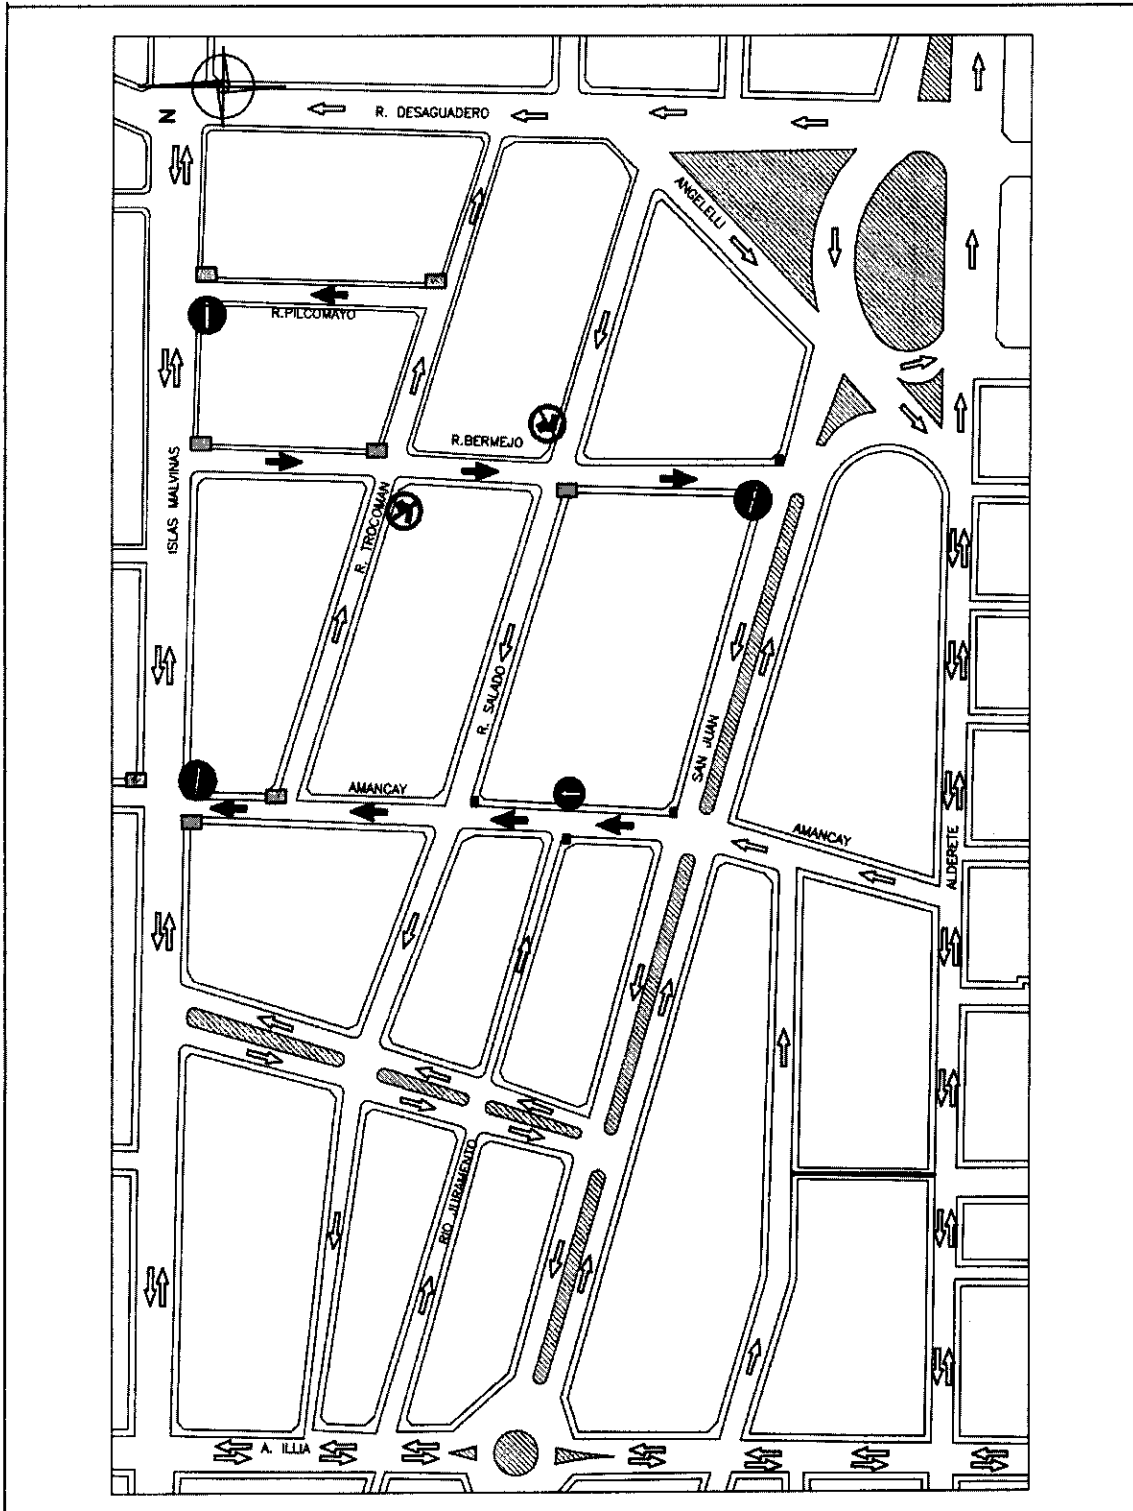 N
R. DESAGUADERO
ANGELELLI
R.PILCOMAYO
R.BERMEJO
ISLAS MALVINAS
R. TROCOMAN
R. SALADO
SAN JUAN
AMANCAY
AMANCAY
ALDERETE
RIO JURAMENTO
A. ILLIA